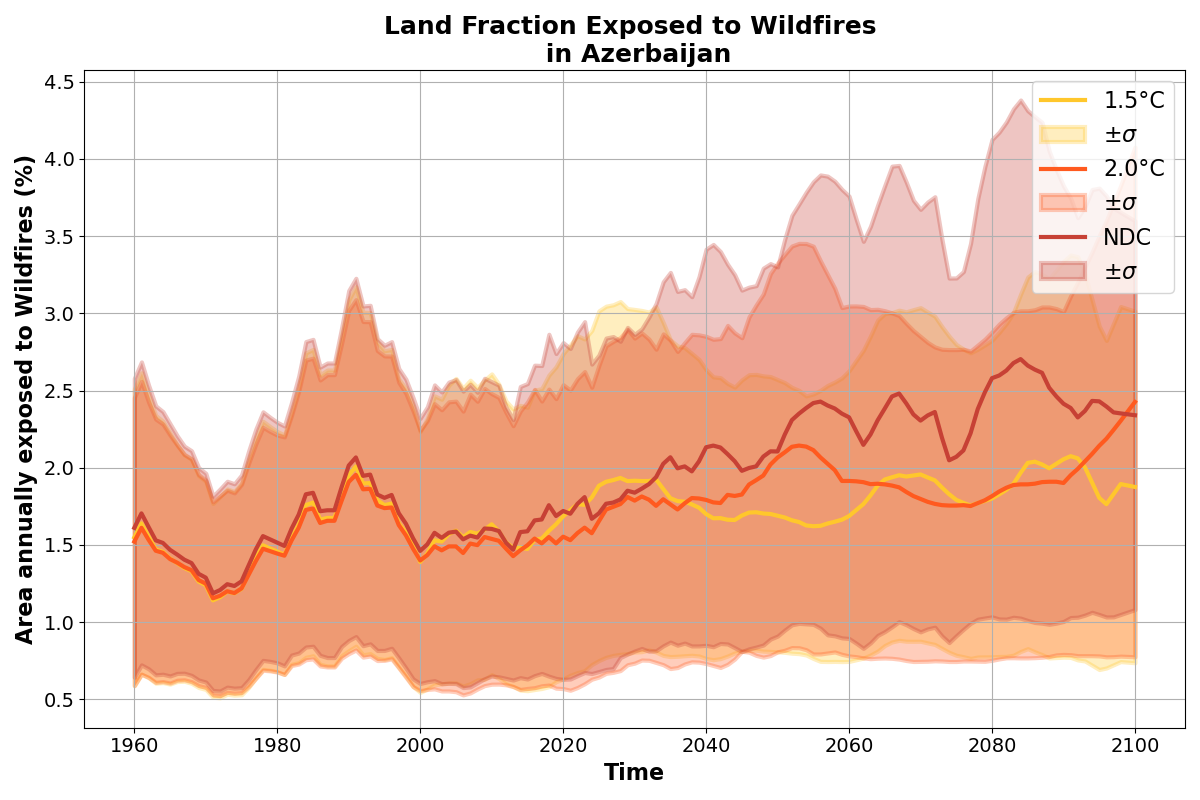 Land Fraction Exposed to Wildfires
in Azerbaijan
Area annually exposed to Wildfires (%)
4.5
4.0
3.5
3.0
2.5
2.0
1.5
1.0
0.5
1.5°C
±σ
2.0°C
±σ
NDC
±σ
1960
1980
2000
2020
2040
2060
2080
2100
Time